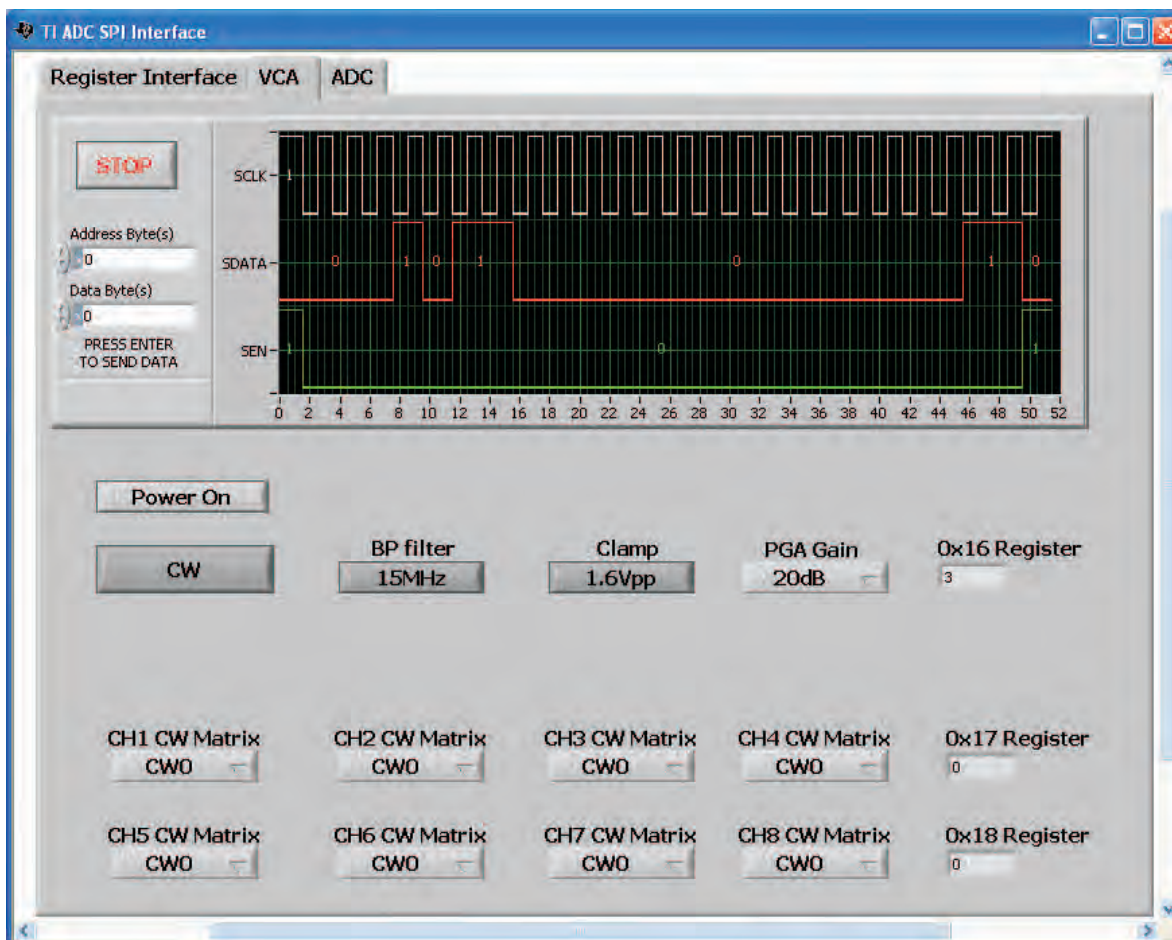 TI ADC SPI Interface
Register Interface VCA ADC
STOP
Address Byte(s)
0
Data Byte(s)
0
PRESS ENTER
TO SEND DATA
SCLK 1
SDATA 0 1 0 1 0 1 0
SEN 1 0 1
0 2 4 6 8 10 12 14 16 18 20 22 24 26 28 30 32 34 36 38 40 42 44 46 48 50 52
Power On
CW
BP filter
15MHz
Clamp
1.6Vpp
PGA Gain
20dB
0x16 Register
3
CH1 CW Matrix
CW0
CH2 CW Matrix
CW0
CH3 CW Matrix
CW0
CH4 CW Matrix
CW0
0x17 Register
0
CH5 CW Matrix
CW0
CH6 CW Matrix
CW0
CH7 CW Matrix
CW0
CH8 CW Matrix
CW0
0x18 Register
0